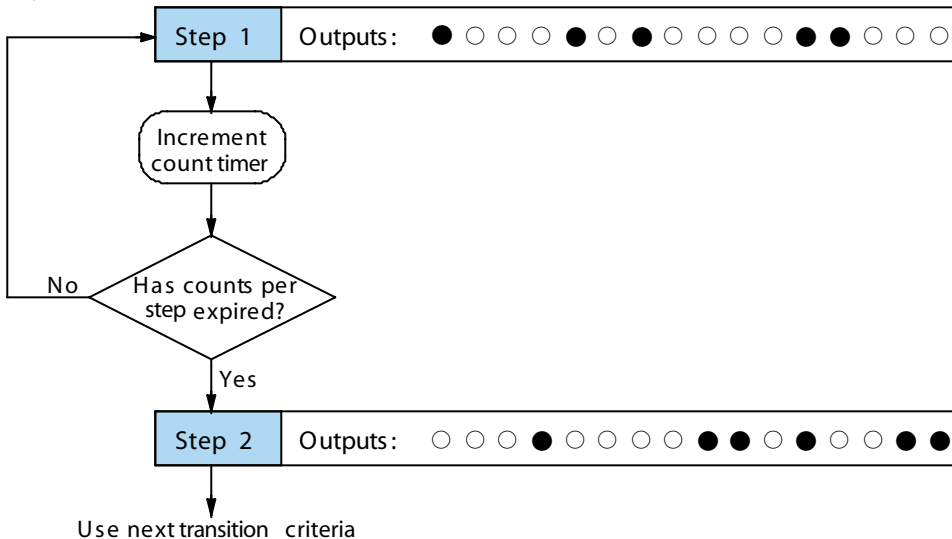 Step 1 Outputs:
Increment
count timer
No
Has counts per
step expired?
Yes
Step 2 Outputs:
Use next transition criteria